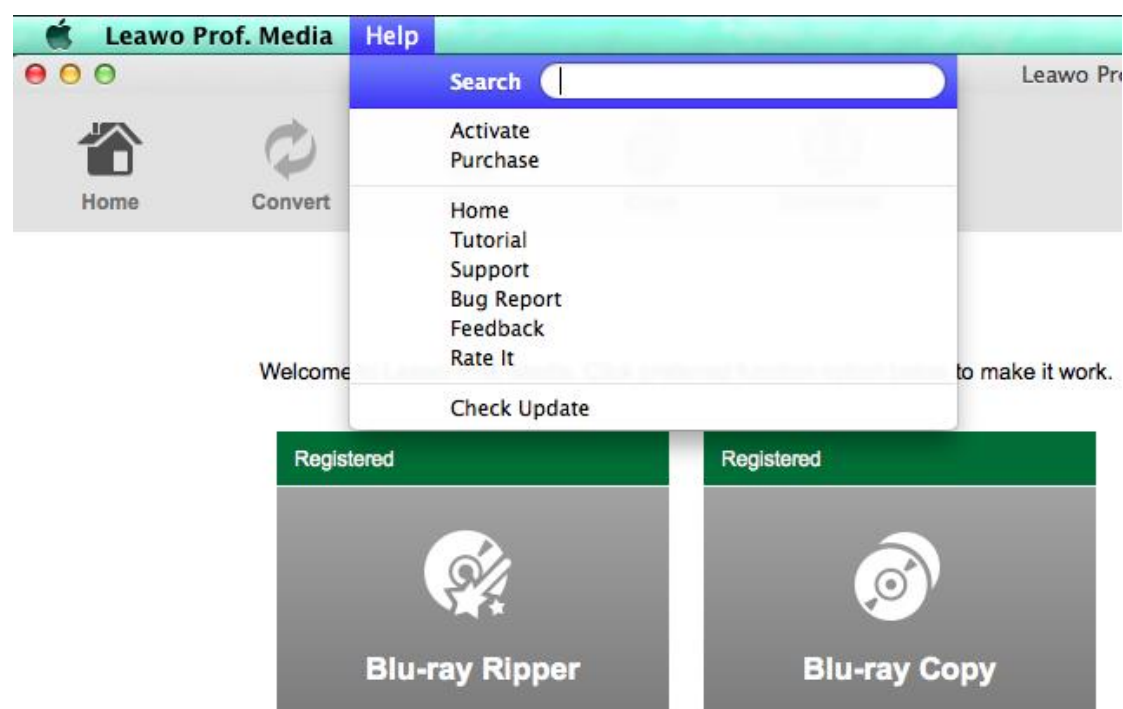 Leawo Prof. Media Help
Leawo Pr
Search
Activate
Purchase
Home Convert
Home
Tutorial
Support
Bug Report
Feedback
Rate It
Welcome to make it work.
Check Update
Registered Registered
Blu-ray Ripper Blu-ray Copy